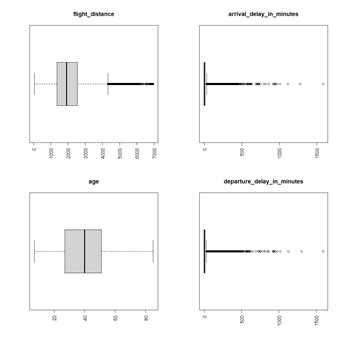 flight_distance
0 1000 2000 3000 4000 5000 6000 7000
arrival_delay_in_minutes
0 500 1000 1500
age
20 40 60 80
departure_delay_in_minutes
0 500 1000 1500